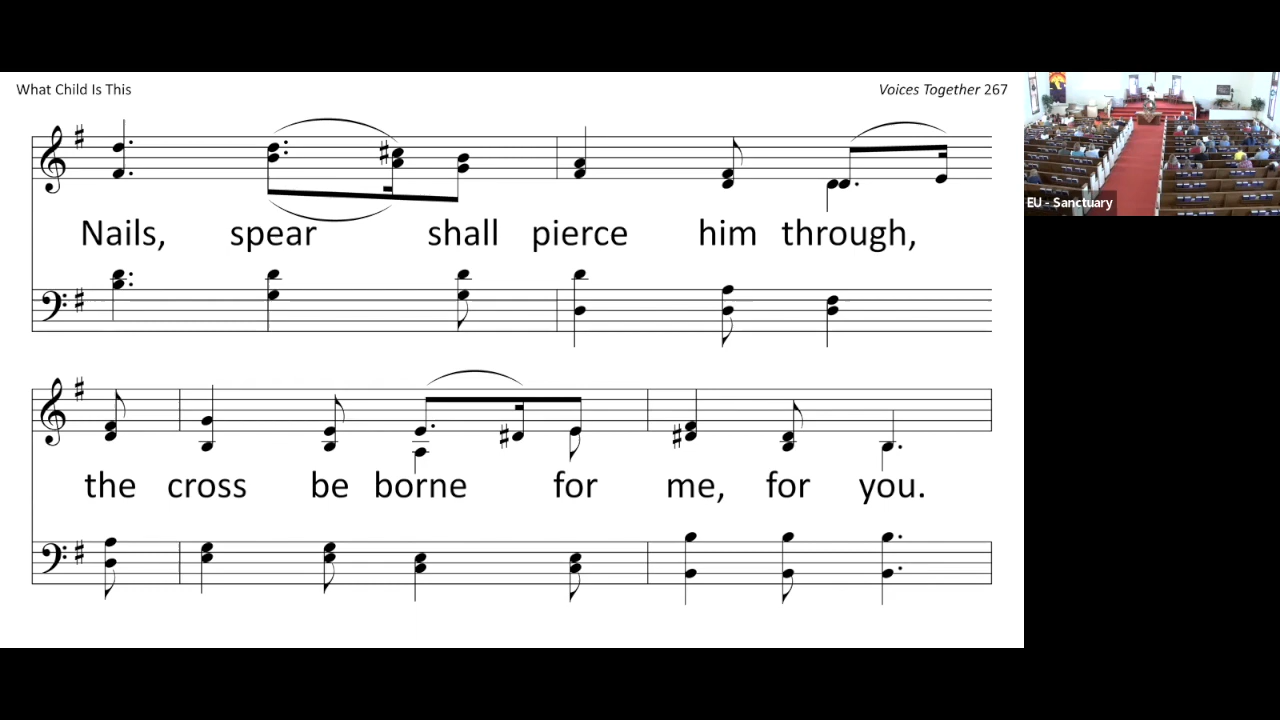 What Child Is This
Voices Together 267
EU - Sanctuary
Nails, spear shall pierce him through,
the cross be borne for me, for you.